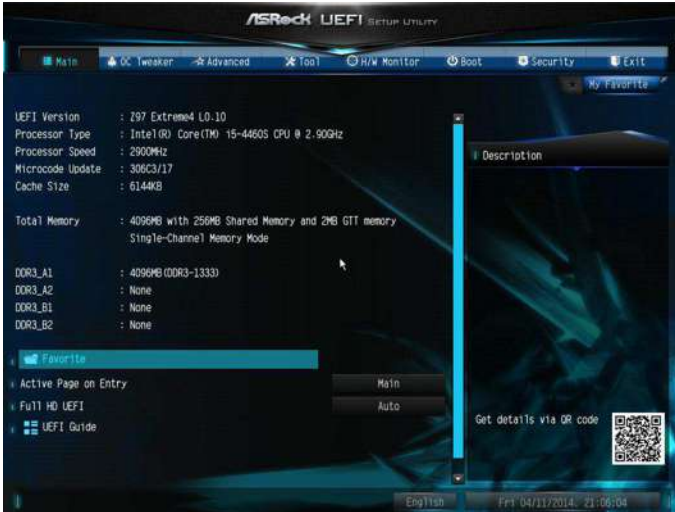 ASRock UEFI SETUP UTILITY
Main OC Tweaker Advanced Tool H/W Monitor Boot Security Exit
My Favorite
UEFI Version : Z97 Extreme4 L0.10
Processor Type : Intel(R) Core(TM) i5-4460S CPU @ 2.90GHz
Processor Speed : 2900MHz
Microcode Update : 306C3/17
Cache Size : 6144KB
Total Memory : 4096MB with 256MB Shared Memory and 2MB GTT memory
Single-Channel Memory Mode
DDR3_A1 : 4096MB(DDR3-1333)
DDR3_A2 : None
DDR3_B1 : None
DDR3_B2 : None
Favorite
Active Page on Entry Main
Full HD UEFI Auto
UEFI Guide
Description
Get details via QR code
English Fri 04/11/2014, 21:06:04